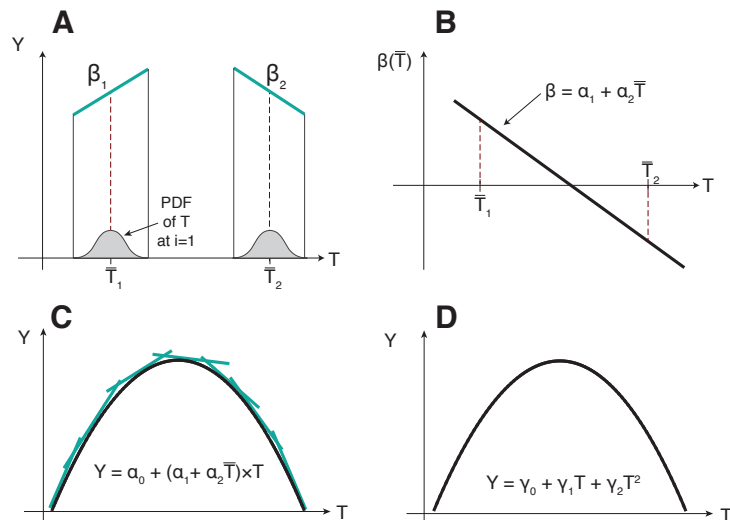 A
Y
β₁
β₂
PDF
of T
at i=1
T
T̅₁
T̅₂
B
β(T̅)
β = α₁ + α₂T̅
T̅₂
T
T̅₁
C
Y
Y = α₀ + (α₁+ α₂T̅)×T
T
D
Y
Y = γ₀ + γ₁T + γ₂T²
T